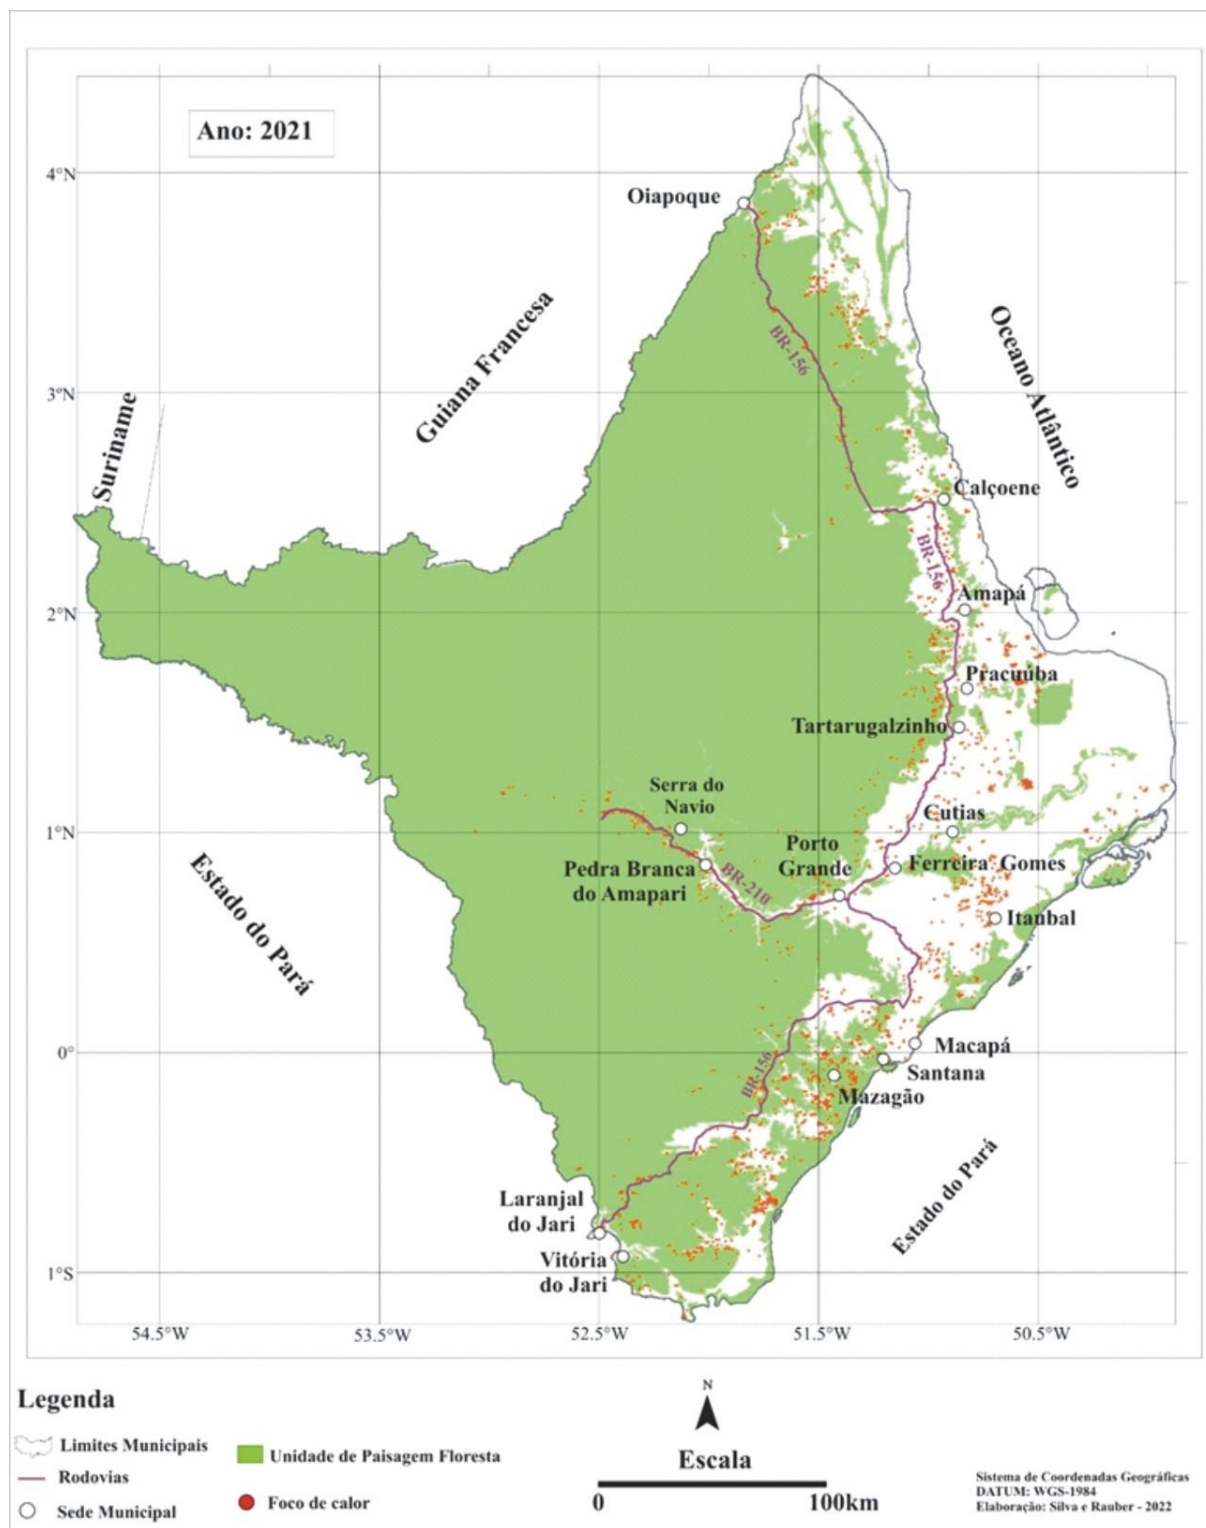 Ano: 2021
4°N
3°N
2°N
1°N
0°
1°S
54.5°W
53.5°W
52.5°W
51.5°W
50.5°W
Oiapoque
BR-156
Guiana Francesa
Suriname
Oceano Atlântico
Calçoene
BR-156
Amapá
Pracuúba
Tartarugalzinho
Serra do
Navio
Cutias
Porto
Grande
Ferreira Gomes
Pedra Branca
do Amapari
BR-210
Itaubal
Estado do Pará
Macapá
Santana
BR-156
Mazagão
Estado do Pará
Laranjal
do Jari
Vitória
do Jari
Legenda
Limites Municipais
Rodovias
Sede Municipal
Unidade de Paisagem Floresta
Foco de calor
N
Escala
0 100km
Sistema de Coordenadas Geográficas
DATUM: WGS-1984
Elaboração: Silva e Rauber - 2022